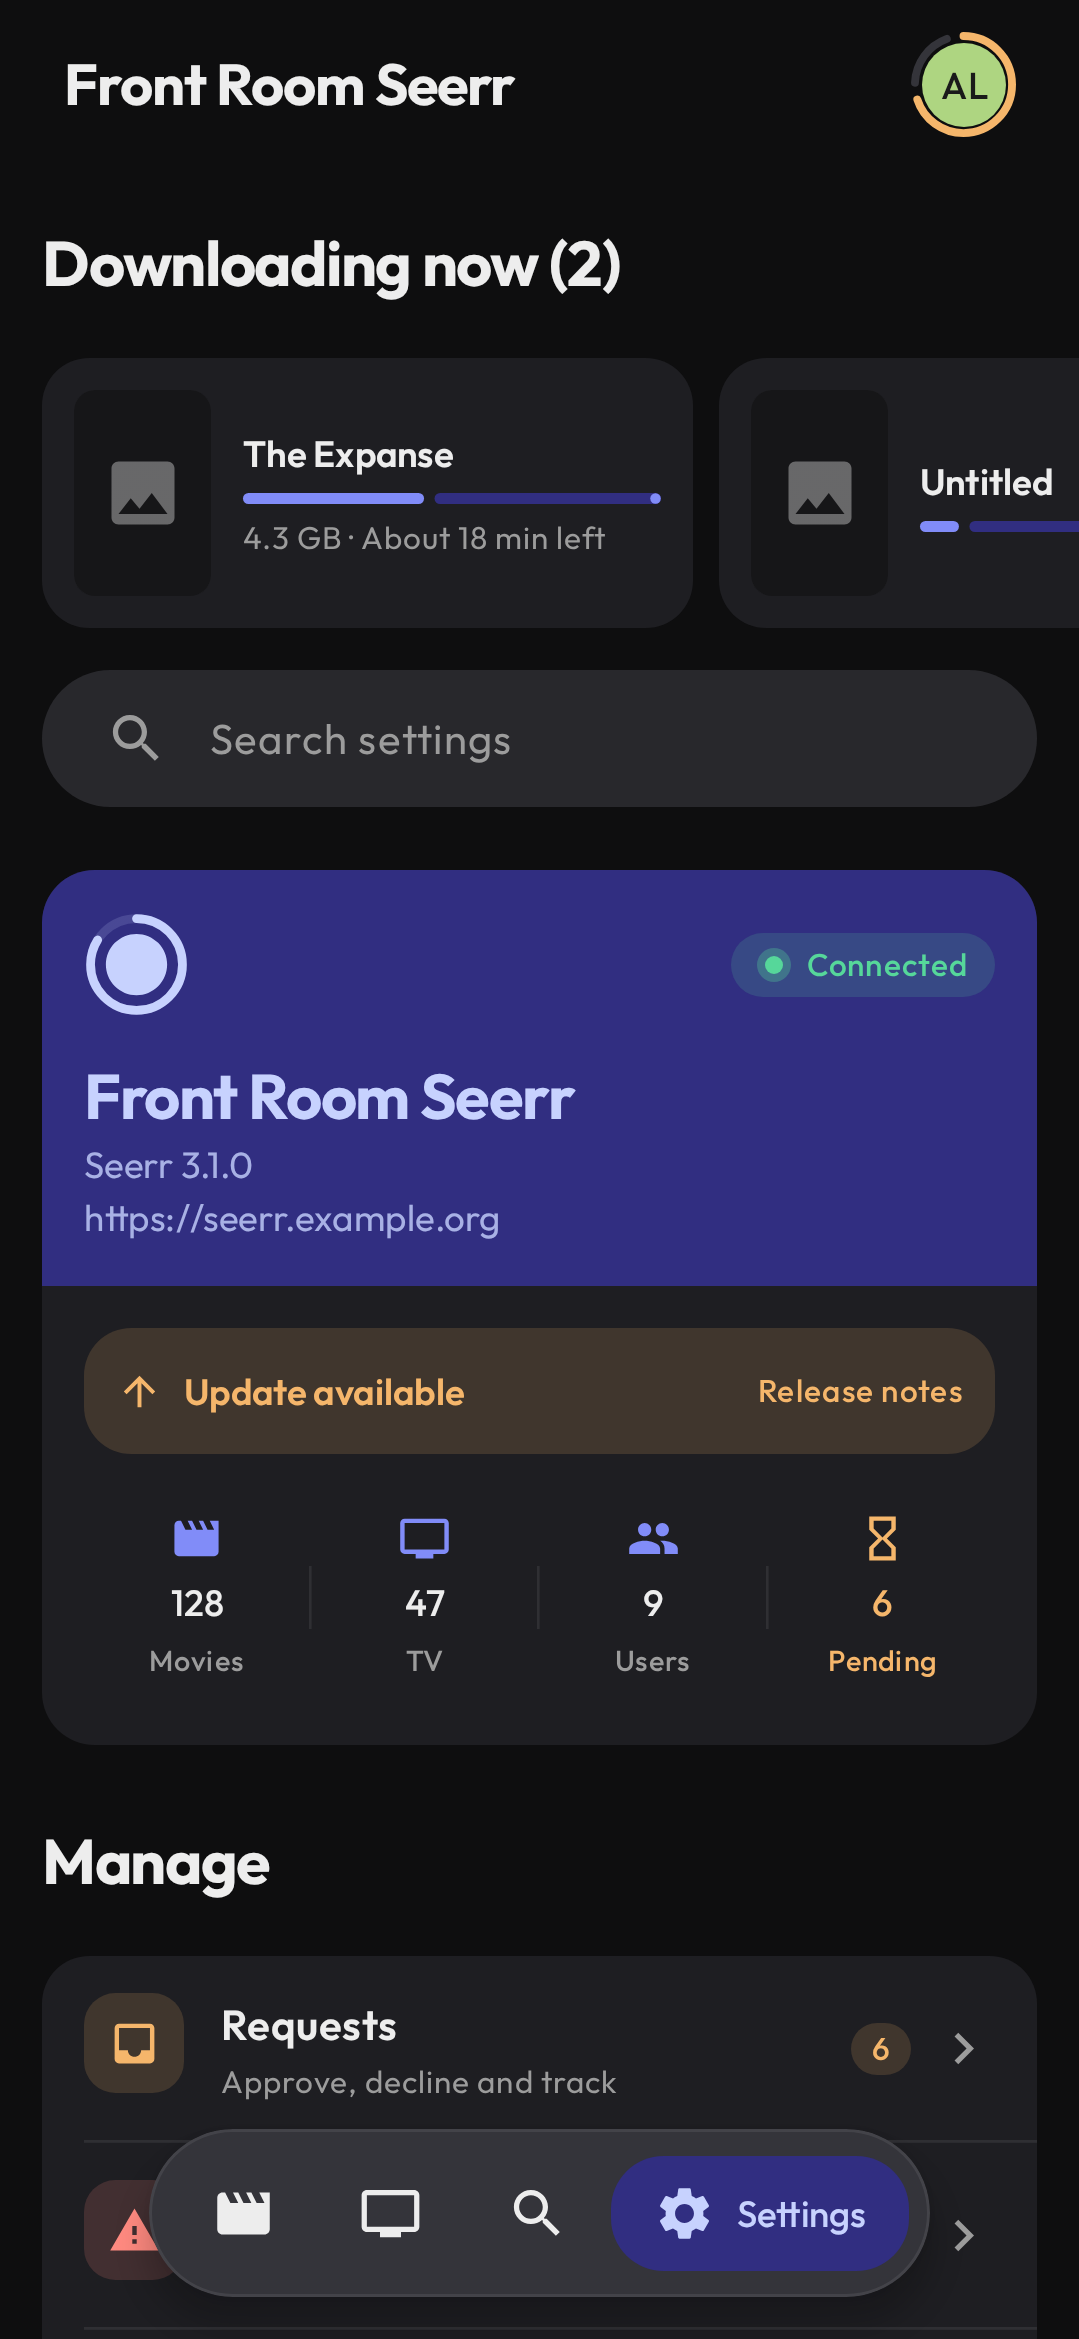 Front Room Seerr
AL
Downloading now (2)
The Expanse
4.3 GB · About 18 min left
Untitled
Search settings
Connected
Front Room Seerr
Seerr 3.1.0
https://seerr.example.org
Update available
Release notes
128
47
9
6
Movies
TV
Users
Pending
Manage
Requests
Approve, decline and track
6
Settings